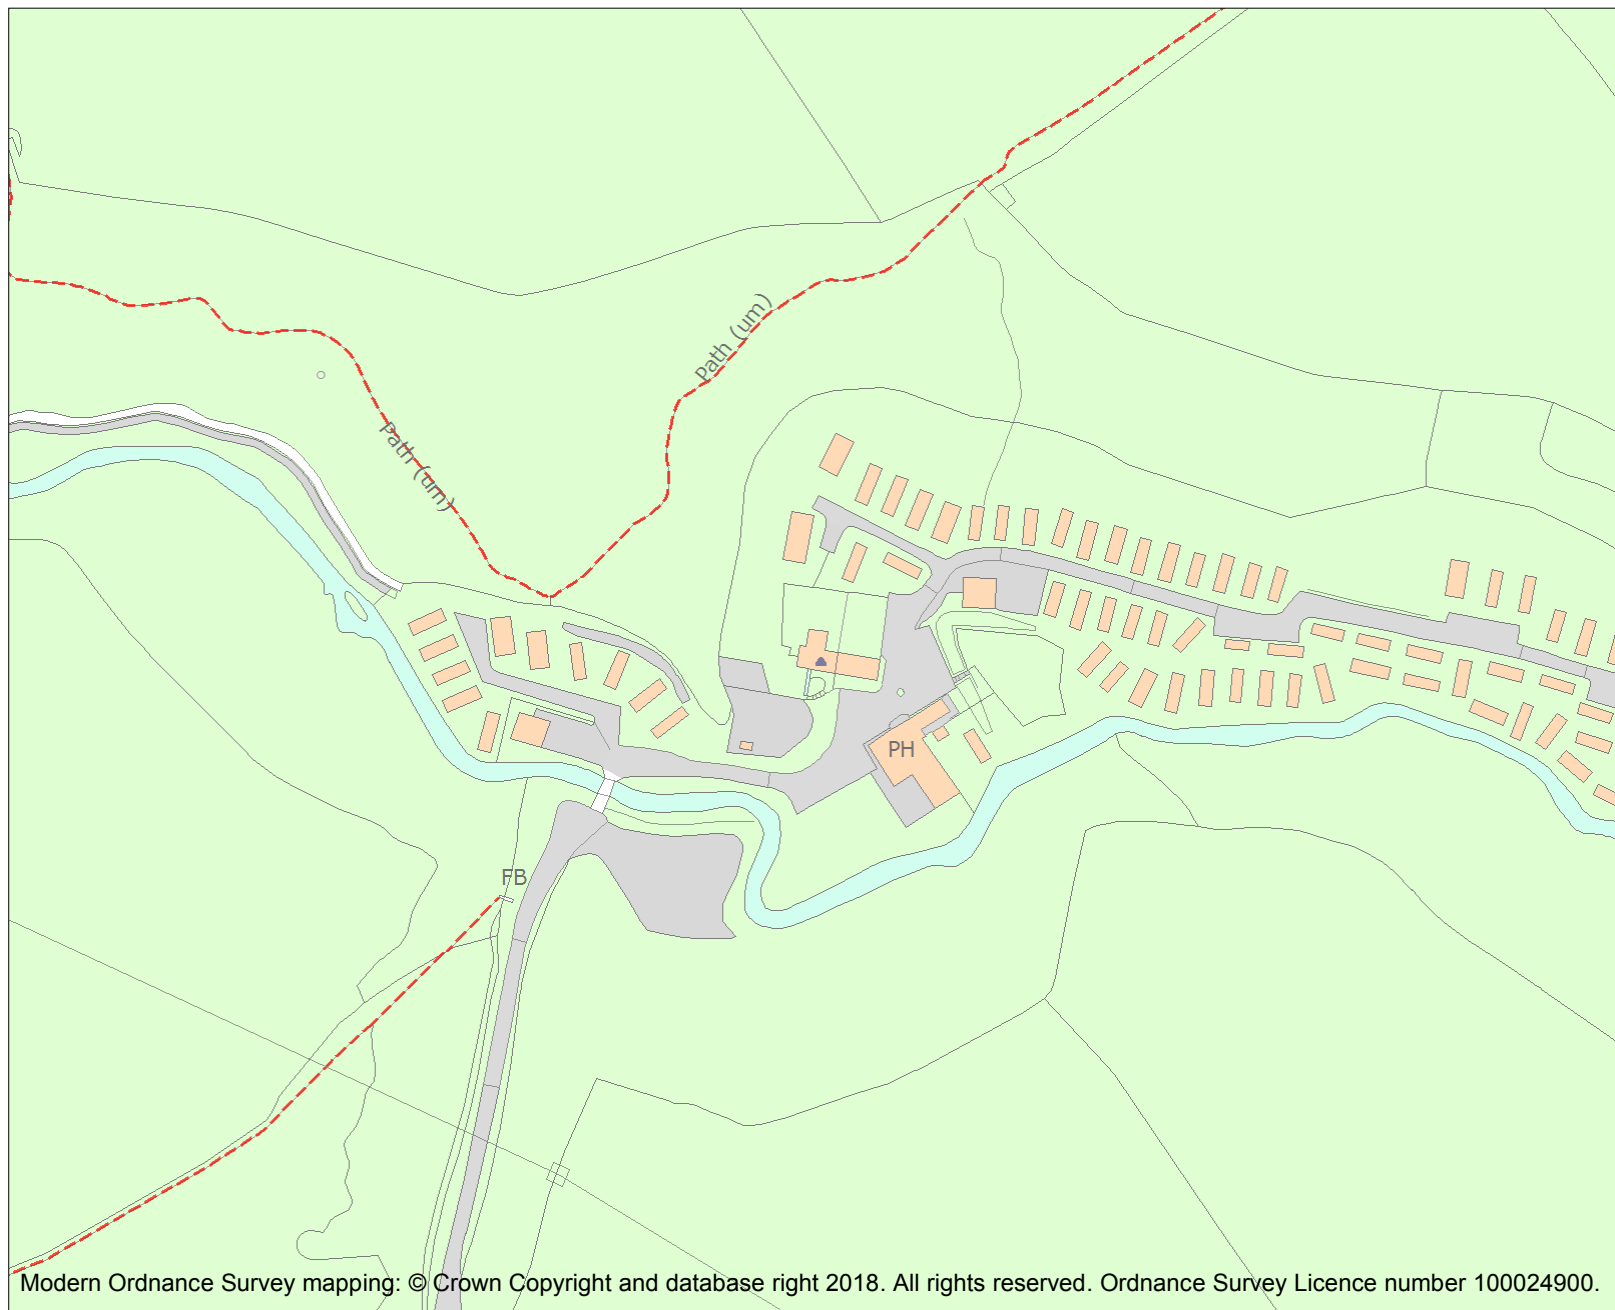 Path (um)
Path (um)
PH
FB
Modern Ordnance Survey mapping: © Crown Copyright and database right 2018. All rights reserved. Ordnance Survey Licence number 100024900.